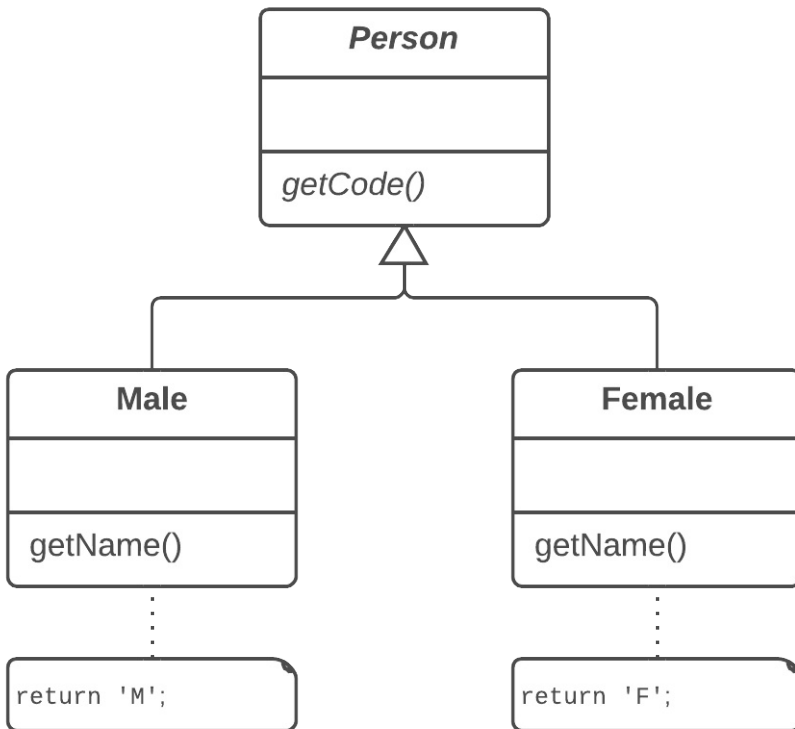 Person
getCode()
Male
Female
getName()
getName()
return 'M';
return 'F';